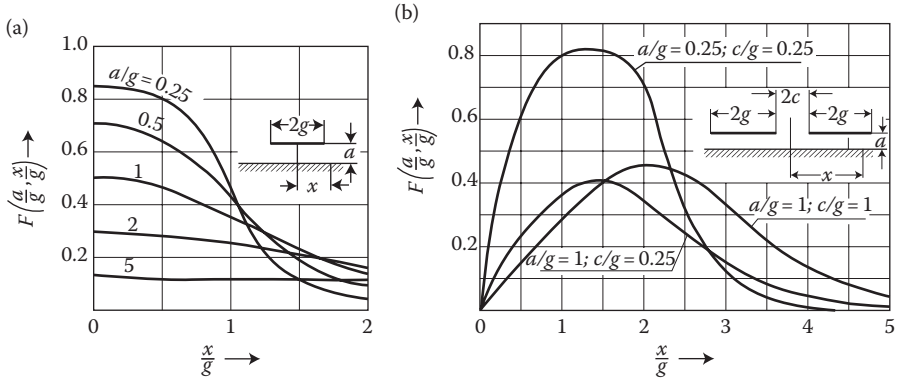 (a)
1.0
0.8
0.6
0.4
0.2
F(a/g, x/g)
a/g = 0.25
0.5
1
2
5
2g
a
x
0
1
2
x/g
(b)
0.8
0.6
0.4
0.2
F(a/g, x/g)
a/g = 0.25; c/g = 0.25
2c
2g
2g
a
x
a/g = 1; c/g = 1
a/g = 1; c/g = 0.25
0
1
2
3
4
5
x/g